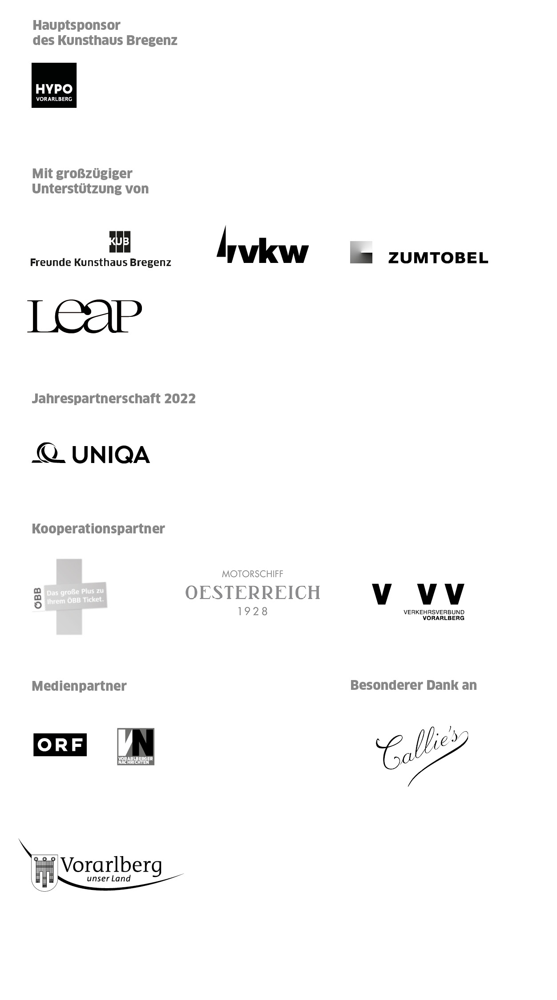 Hauptsponsor
des Kunsthaus Bregenz
HYPO
VORARLBERG
Mit großzügiger
Unterstützung von
KUB
Freunde Kunsthaus Bregenz
vkw
ZUMTOBEL
LeaP
Jahrespartnerschaft 2022
UNIQA
Kooperationspartner
ÖBB
Das große Plus zu
Ihrem ÖBB Ticket.
MOTORSCHIFF
OESTERREICH
1928
V VV
VERKEHRSVERBUND
VORARLBERG
Medienpartner
Besonderer Dank an
ORF
VN
VORARLBERGER
NACHRICHTEN
Callie's
Vorarlberg
unser Land